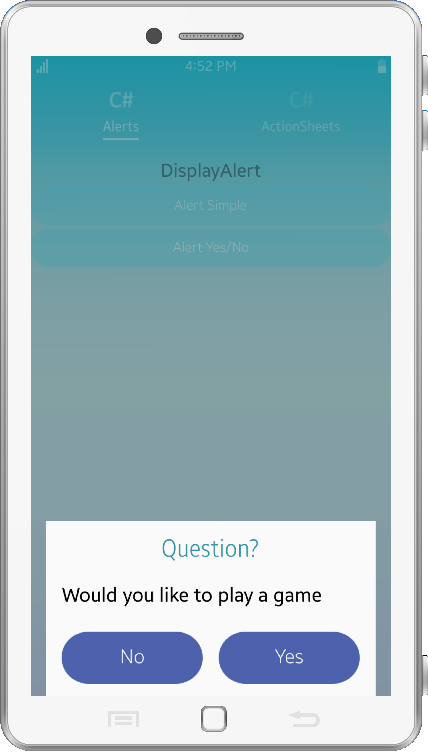 4:52 PM
C# C#
Alerts ActionSheets
DisplayAlert
Alert Simple
Alert Yes/No
Question?
Would you like to play a game
No Yes